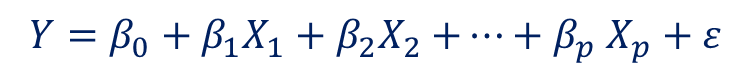 Y = β₀ + β₁X₁ + β₂X₂ + ⋯ + βₚ Xₚ + ε